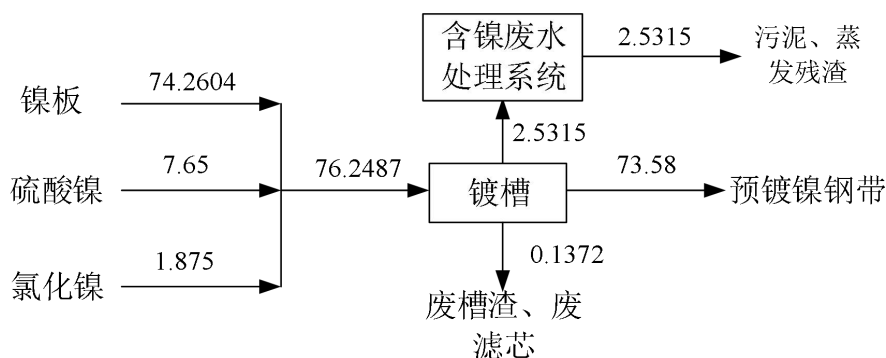 含镍废水
处理系统
2.5315
污泥、蒸
发残渣
镍板
74.2604
2.5315
硫酸镍
7.65
76.2487
镀槽
73.58
预镀镍钢带
氯化镍
1.875
0.1372
废槽渣、废
滤芯